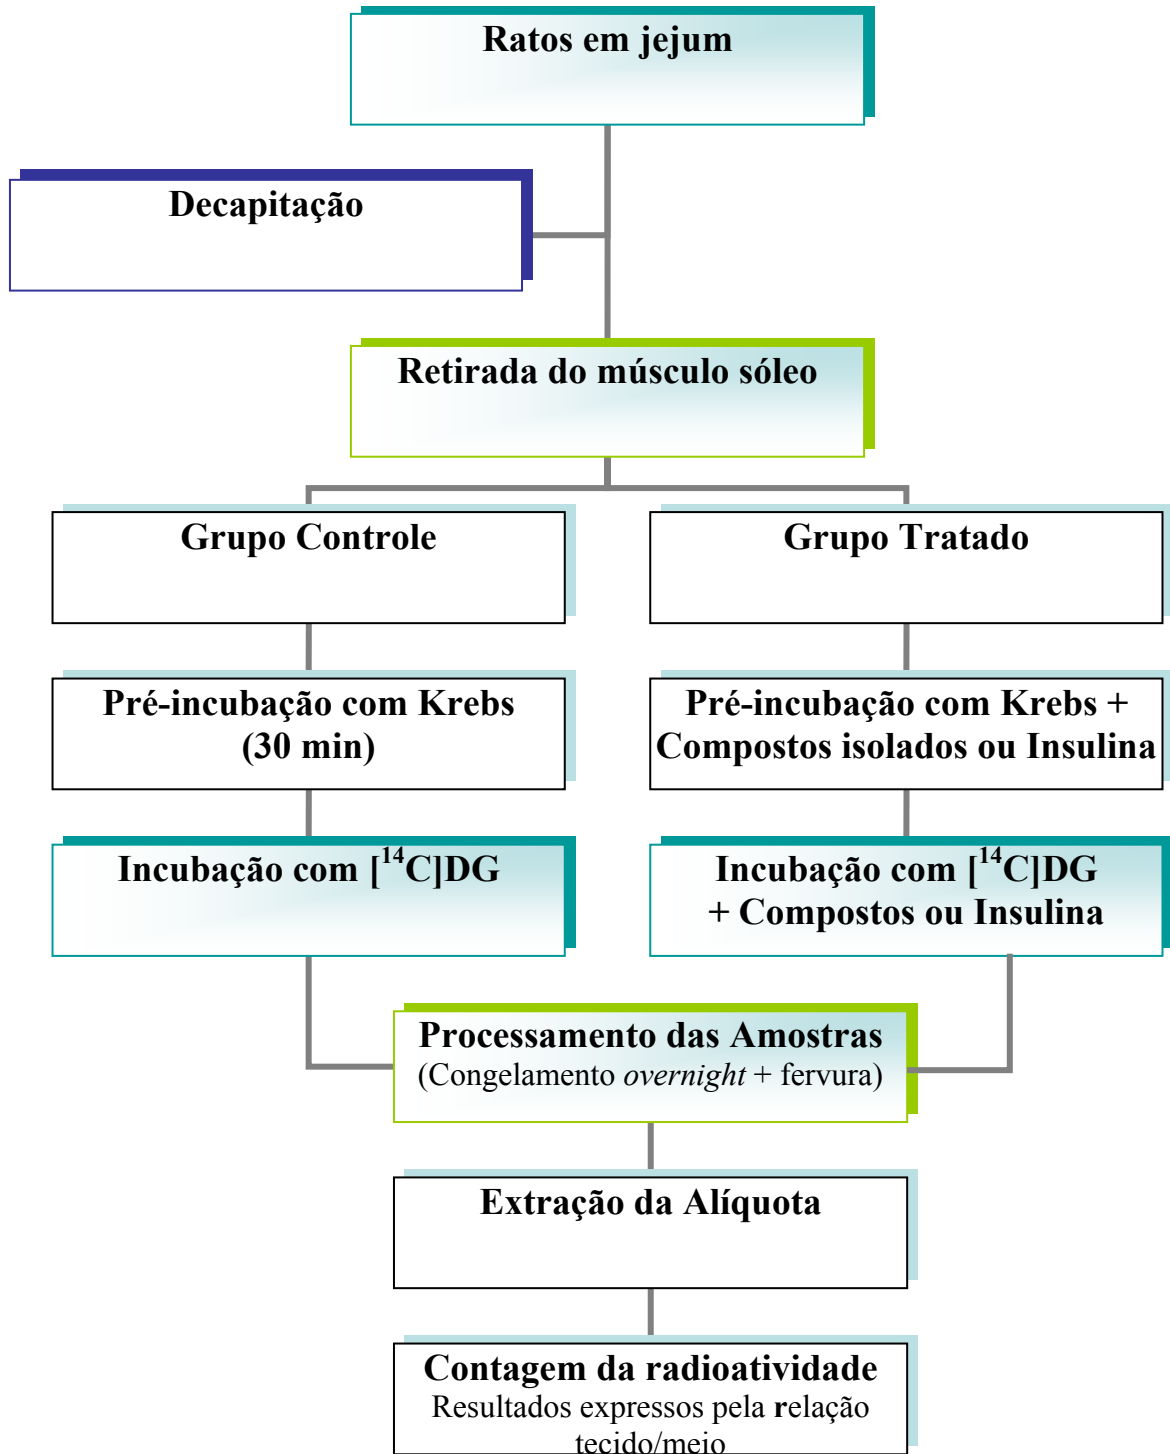 Ratos em jejum
Decapitação
Retirada do músculo sóleo
Grupo Controle
Grupo Tratado
Pré-incubação com Krebs
(30 min)
Pré-incubação com Krebs +
Compostos isolados ou Insulina
Incubação com [¹⁴C]DG
Incubação com [¹⁴C]DG
+ Compostos ou Insulina
Processamento das Amostras
(Congelamento overnight + fervura)
Extração da Alíquota
Contagem da radioatividade
Resultados expressos pela relação
tecido/meio